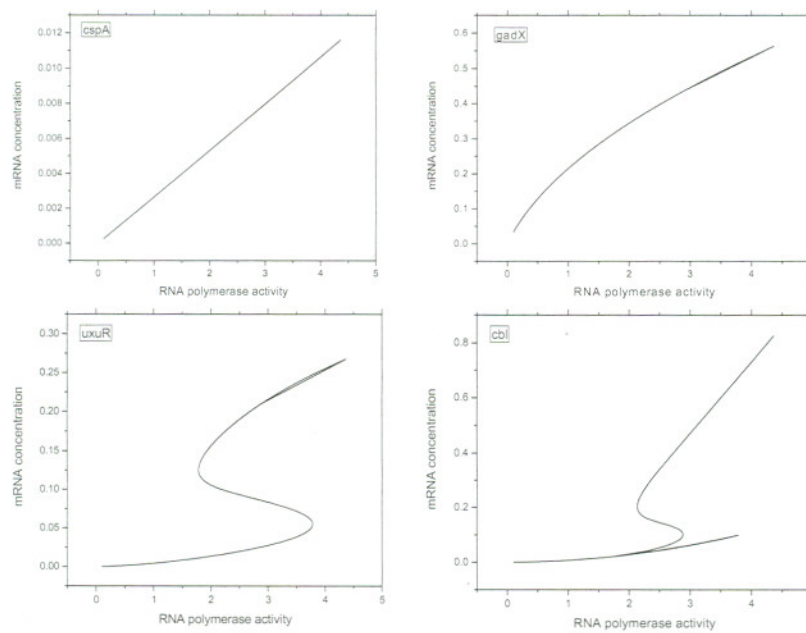 cspA
0.012
0.010
0.008
0.006
0.004
0.002
0.000
mRNA concentration
0 1 2 3 4 5
RNA polymerase activity
gadX
0.6
0.5
0.4
0.3
0.2
0.1
0.0
mRNA concentration
0 1 2 3 4
RNA polymerase activity
uxuR
0.30
0.25
0.20
0.15
0.10
0.05
0.00
mRNA concentration
0 1 2 3 4 5
RNA polymerase activity
cbl
0.8
0.6
0.4
0.2
0.0
mRNA concentration
0 1 2 3 4
RNA polymerase activity